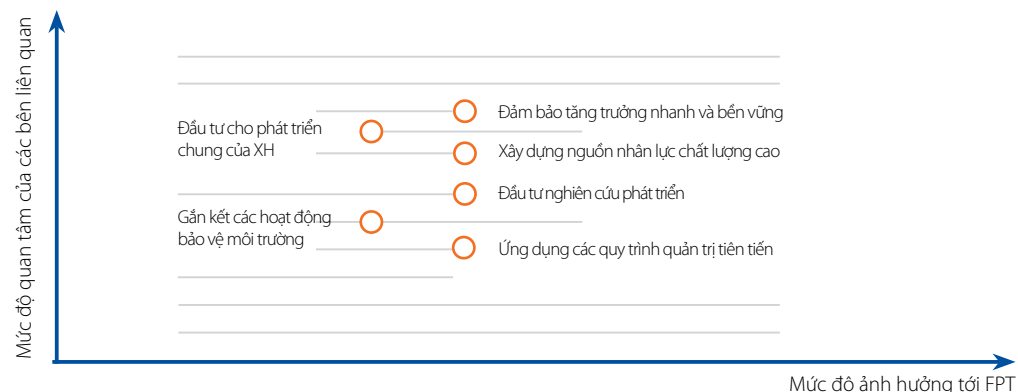 Mức độ quan tâm của các bên liên quan
Đảm bảo tăng trưởng nhanh và bền vững
Đầu tư cho phát triển
chung của XH
Xây dựng nguồn nhân lực chất lượng cao
Đầu tư nghiên cứu phát triển
Gắn kết các hoạt động
bảo vệ môi trường
Ứng dụng các quy trình quản trị tiên tiến
Mức độ ảnh hưởng tới FPT